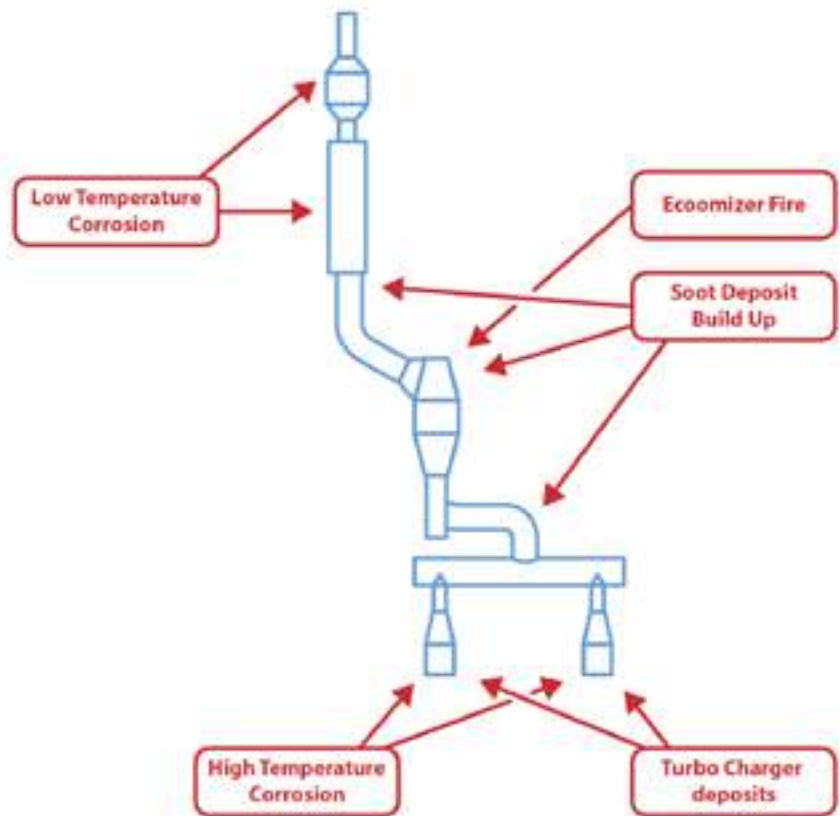 Low Temperature
Corrosion
Ecoomizer Fire
Soot Deposit
Build Up
High Temperature
Corrosion
Turbo Charger
deposits